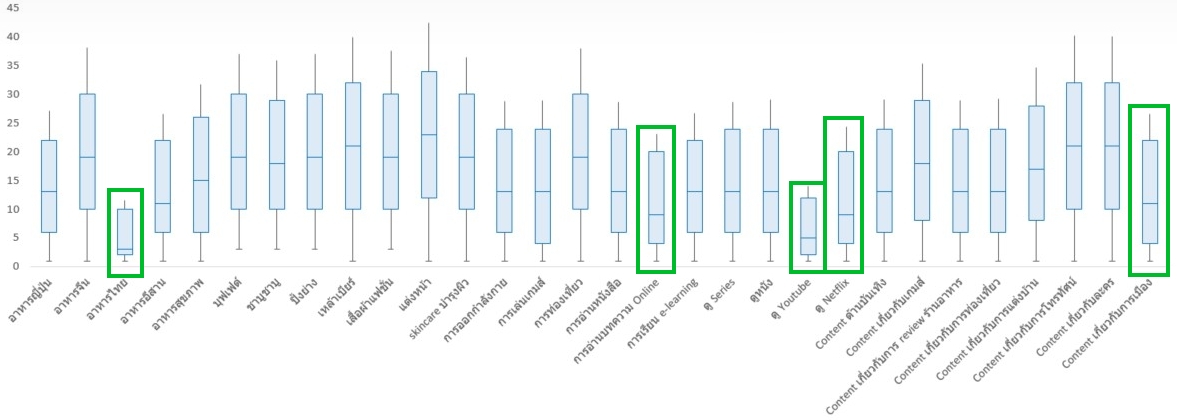 45
40
35
30
25
20
15
10
5
0
อาหารญี่ปุ่น
อาหารจีน
อาหารไทย
อาหารอีสาน
อาหารสุขภาพ
บุฟเฟต์
ชาบูชาบู
ปิ้งย่าง
เหล้าเบียร์
เสื้อผ้าแฟชั่น
แต่งหน้า
skincare บำรุงผิว
การออกกำลังกาย
การเล่นเกมส์
การท่องเที่ยว
การอ่านหนังสือ
การอ่านบทความ Online
การเรียน e-learning
ดู Series
ดูหนัง
ดู Youtube
ดู Netflix
Content ด้านบันเทิง
Content เกี่ยวกับเกมส์
Content เกี่ยวกับการ review ร้านอาหาร
Content เกี่ยวกับการท่องเที่ยว
Content เกี่ยวกับการแต่งบ้าน
Content เกี่ยวกับการโทรทัศน์
Content เกี่ยวกับละคร
Content เกี่ยวกับการเมือง